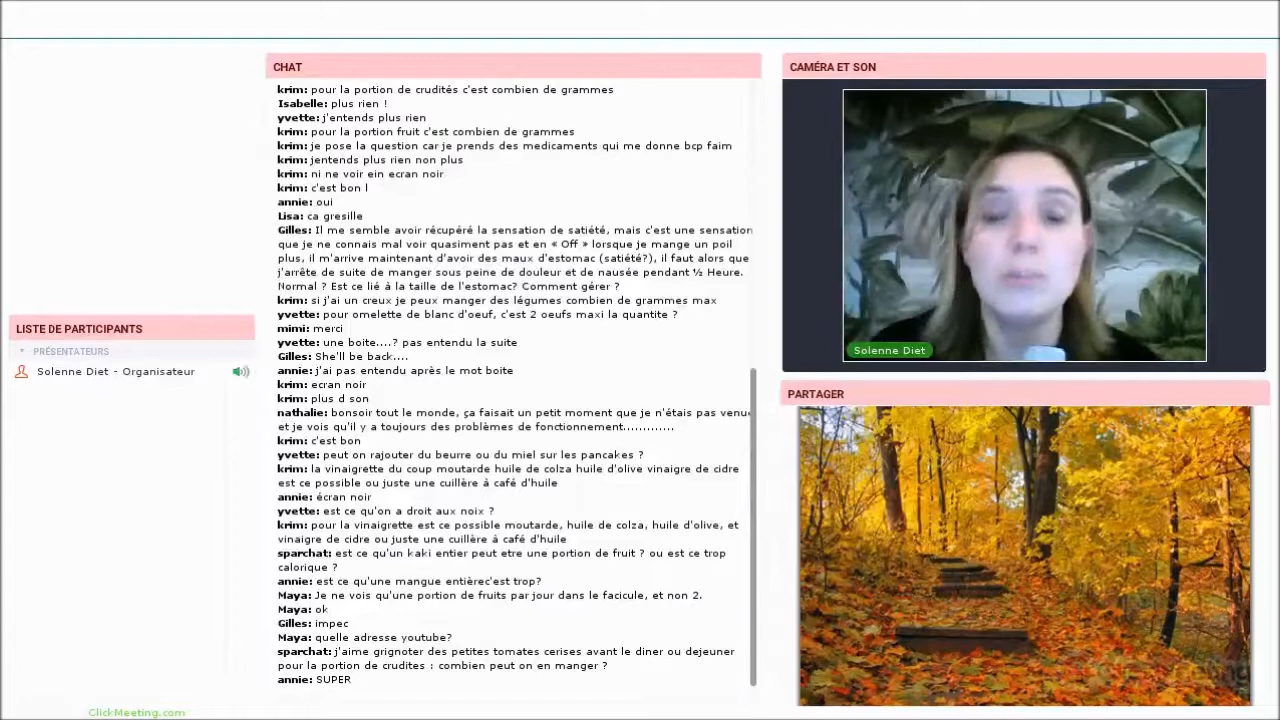 CHAT
krim: pour la portion de crudités c'est combien de grammes
Isabelle: plus rien !
yvette: j'entends plus rien
krim: pour la portion fruit c'est combien de grammes
krim: je pose la question car je prends des medicaments qui me donne bcp faim
krim: jentends plus rien non plus
krim: ni ne voir ein ecran noir
krim: c'est bon l
annie: oui
Lisa: ca gresille
Gilles: Il me semble avoir récupéré la sensation de satiété, mais c'est une sensation
que je ne connais mal voir quasiment pas et en « Off » lorsque je mange un poil
plus, il m'arrive maintenant d'avoir des maux d'estomac (satiété?), il faut alors que
j'arrête de suite de manger sous peine de douleur et de nausée pendant ½ Heure.
Normal ? Est ce lié à la taille de l'estomac? Comment gérer ?
krim: si j'ai un creux je peux manger des légumes combien de grammes max
yvette: pour omelette de blanc d'oeuf, c'est 2 oeufs maxi la quantite ?
mimi: merci
yvette: une boite....? pas entendu la suite
Gilles: She'll be back....
annie: j'ai pas entendu après le mot boite
krim: ecran noir
krim: plus d son
nathalie: bonsoir tout le monde, ça faisait un petit moment que je n'étais pas venue
et je vois qu'il y a toujours des problèmes de fonctionnement............
krim: c'est bon
yvette: peut on rajouter du beurre ou du miel sur les pancakes ?
krim: la vinaigrette du coup moutarde huile de colza huile d'olive vinaigre de cidre
est ce possible ou juste une cuillère à café d'huile
annie: écran noir
yvette: est ce qu'on a droit aux noix ?
krim: pour la vinaigrette est ce possible moutarde, huile de colza, huile d'olive, et
vinaigre de cidre ou juste une cuillère à café d'huile
sparchat: est ce qu'un kaki entier peut etre une portion de fruit ? ou est ce trop
calorique ?
annie: est ce qu'une mangue entièrec'est trop?
Maya: Je ne vois qu'une portion de fruits par jour dans le facicule, et non 2.
Maya: ok
Gilles: impec
Maya: quelle adresse youtube?
sparchat: j'aime grignoter des petites tomates cerises avant le diner ou dejeuner
pour la portion de crudites : combien peut on en manger ?
annie: SUPER
CAMÉRA ET SON
Solenne Diet
LISTE DE PARTICIPANTS
PRÉSENTATEURS
Solenne Diet - Organisateur
PARTAGER
ClickMeeting.com